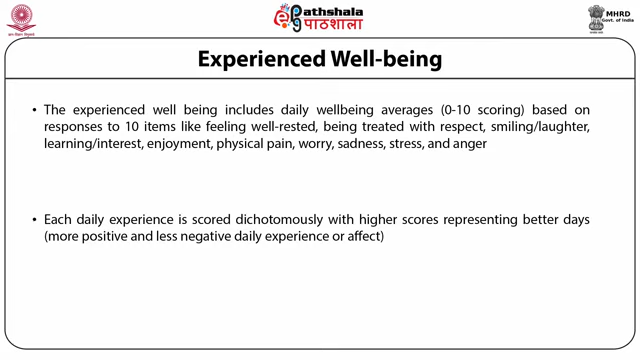 Pathshala
पाठशाला
MHRD
Govt. of India
Experienced Well-being
• The experienced well being includes daily wellbeing averages (0-10 scoring) based on
responses to 10 items like feeling well-rested, being treated with respect, smiling/laughter,
learning/interest, enjoyment, physical pain, worry, sadness, stress, and anger
• Each daily experience is scored dichotomously with higher scores representing better days
(more positive and less negative daily experience or affect)